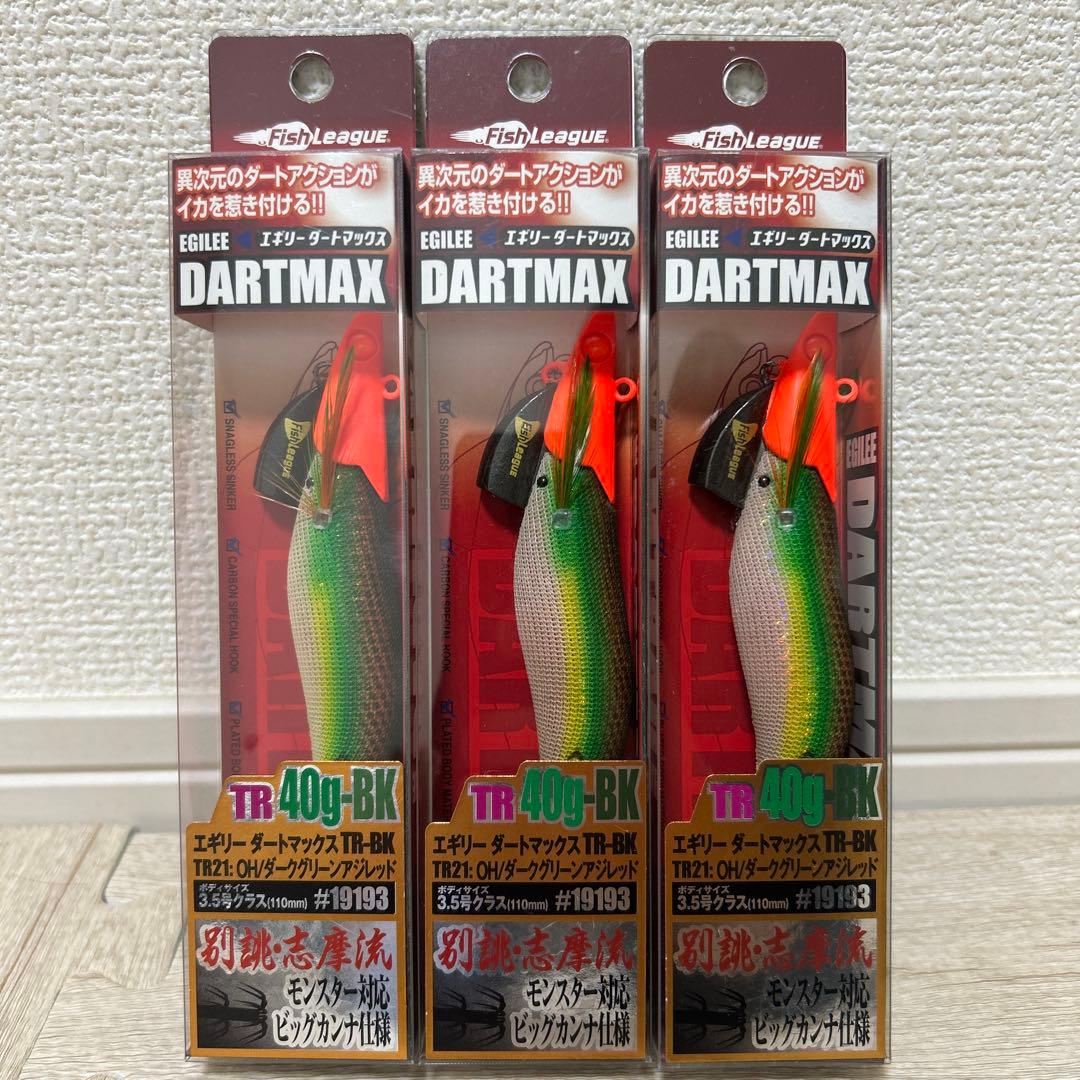 FishLeague
異次元のダートアクションが
イカを惹き付ける!!
EGILEE エギリーダートマックス
DARTMAX
FishLeague
SNAGLESS SINKER
CARBON SPECIAL HOOK
TR 40g-BK
エギリー ダートマックス TR-BK
TR21: OH/ダークグリーンアジレッド
ボディサイズ
3.5号クラス(110mm) #19193
別誂・志摩流
モンスター対応
ビッグカンナ仕様
FishLeague
異次元のダートアクションが
イカを惹き付ける!!
EGILEE エギリーダートマックス
DARTMAX
FishLeague
SNAGLESS SINKER
CARBON SPECIAL HOOK
PLATED BODY
TR 40g-BK
エギリー ダートマックス TR-BK
TR21: OH/ダークグリーンアジレッド
ボディサイズ
3.5号クラス(110mm) #19193
別誂・志摩流
モンスター対応
ビッグカンナ仕様
FishLeague
異次元のダートアクションが
イカを惹き付ける!!
EGILEE エギリーダートマックス
DARTMAX
FishLeague
EGILEE
TR 40g-BK
エギリー ダートマックス TR-BK
TR21: OH/ダークグリーンアジレッド
ボディサイズ
3.5号クラス(110mm) #19193
別誂・志摩流
モンスター対応
ビッグカンナ仕様